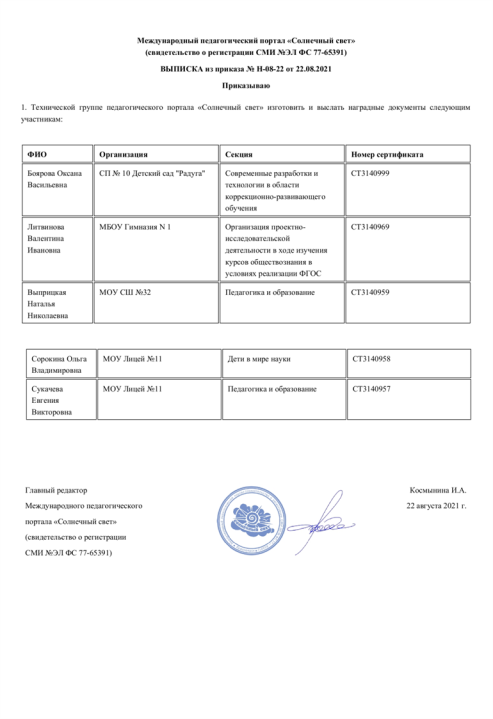 Международный педагогический портал «Солнечный свет»
(свидетельство о регистрации СМИ №ЭЛ ФС 77-65391)
ВЫПИСКА из приказа № Н-08-22 от 22.08.2021
Приказываю
1. Технической группе педагогического портала «Солнечный свет» изготовить и выслать наградные документы следующим
участникам:
ФИО Организация Секция Номер сертификата
Боярова Оксана СП № 10 Детский сад "Радуга" Современные разработки и СТ3140999
Васильевна технологии в области
коррекционно-развивающего
обучения
Литвинова МБОУ Гимназия N 1 Организация проектно- СТ3140969
Валентина исследовательской
Ивановна деятельности в ходе изучения
курсов обществознания в
условиях реализации ФГОС
Выприцкая МОУ СШ №32 Педагогика и образование СТ3140959
Наталья
Николаевна
Сорокина Ольга МОУ Лицей №11 Дети в мире науки СТ3140958
Владимировна
Сукачева МОУ Лицей №11 Педагогика и образование СТ3140957
Евгения
Викторовна
Главный редактор Космынина И.А.
Международного педагогического 22 августа 2021 г.
портала «Солнечный свет»
(свидетельство о регистрации
СМИ №ЭЛ ФС 77-65391)